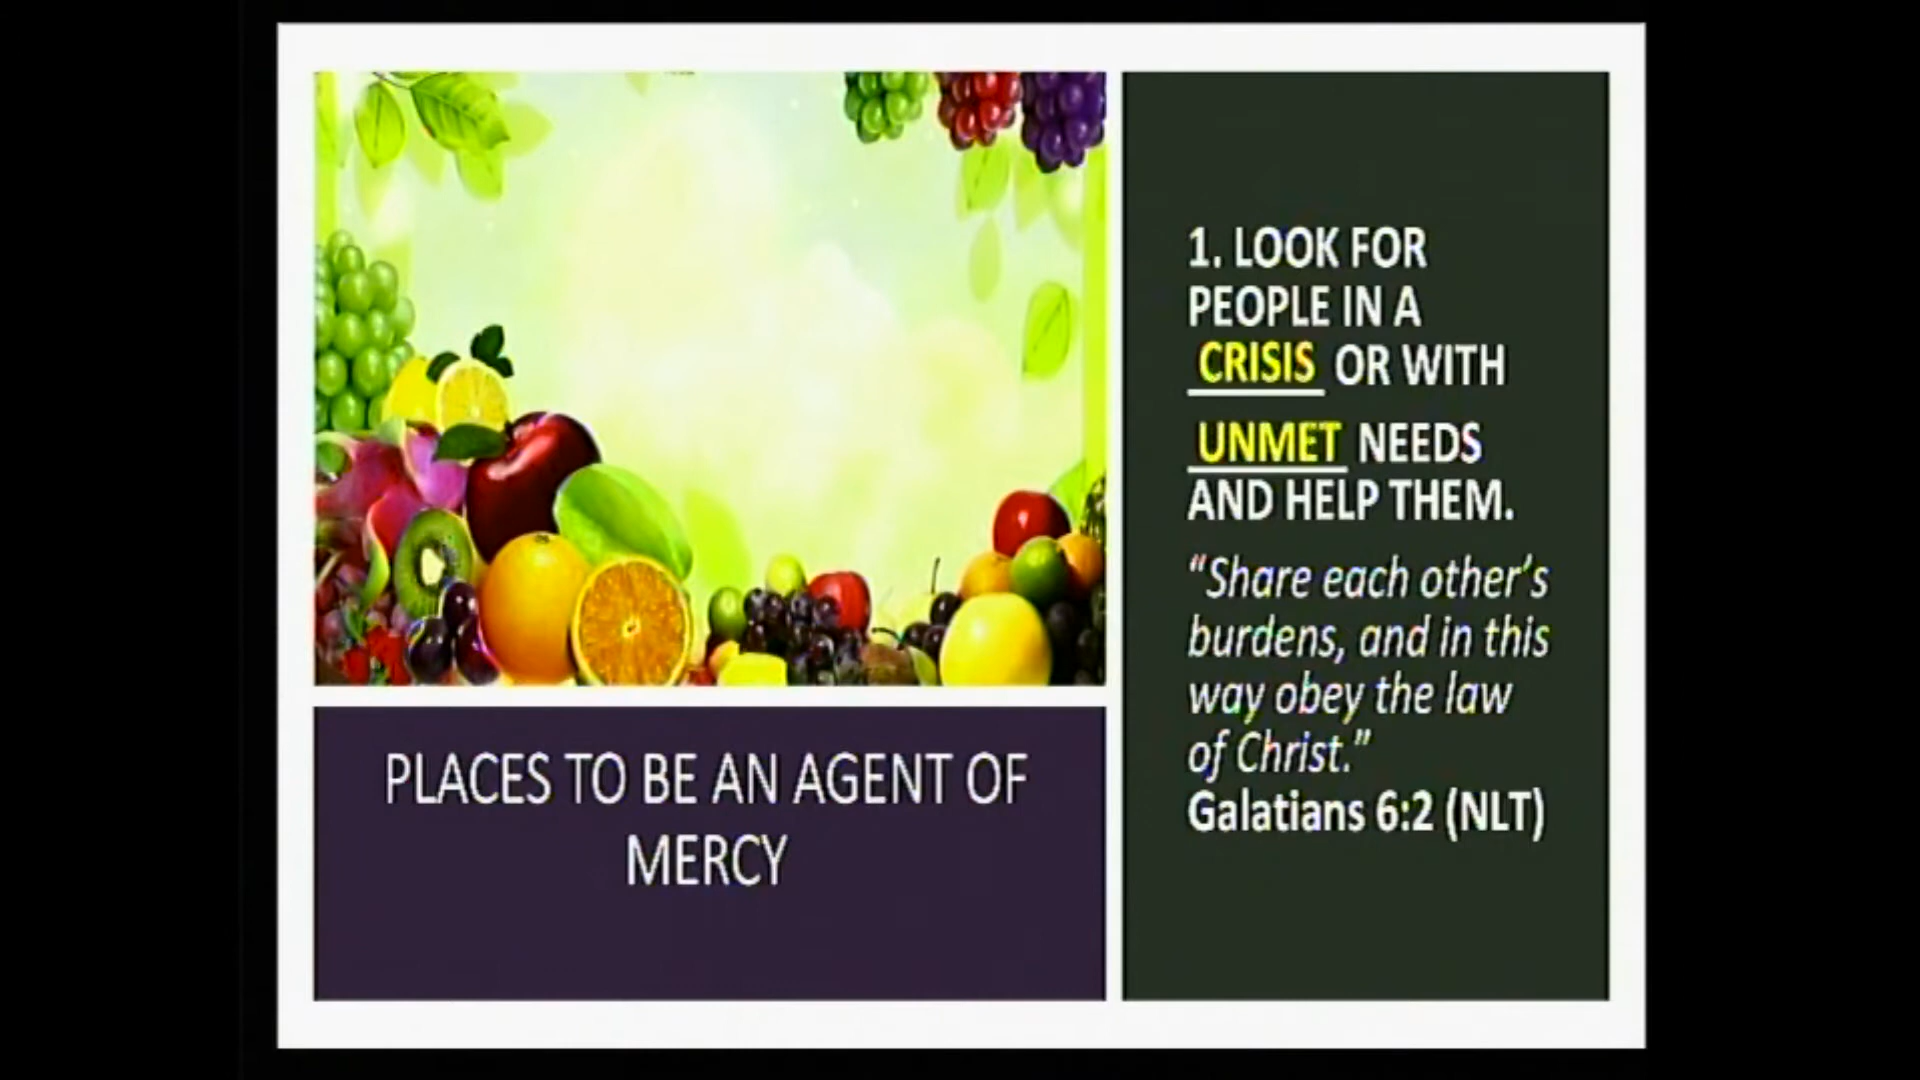 PLACES TO BE AN AGENT OF
MERCY
1. LOOK FOR
PEOPLE IN A
CRISIS OR WITH
UNMET NEEDS
AND HELP THEM.
“Share each other’s
burdens, and in this
way obey the law
of Christ.”
Galatians 6:2 (NLT)